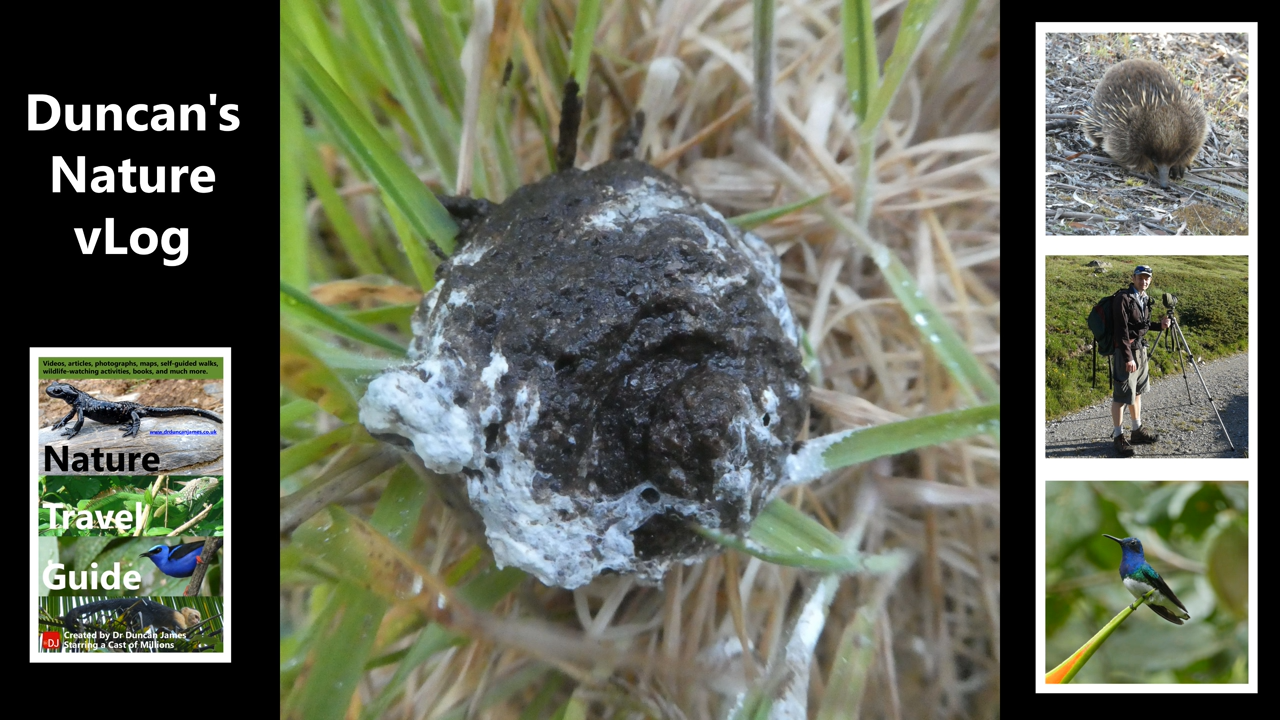 Duncan's
Nature
vLog
Videos, articles, photographs, maps, self-guided walks,
wildlife-watching activities, books, and much more.
www.drduncanjames.co.uk
Nature
Travel
Guide
DJ
Created by Dr Duncan James
Starring a Cast of Millions